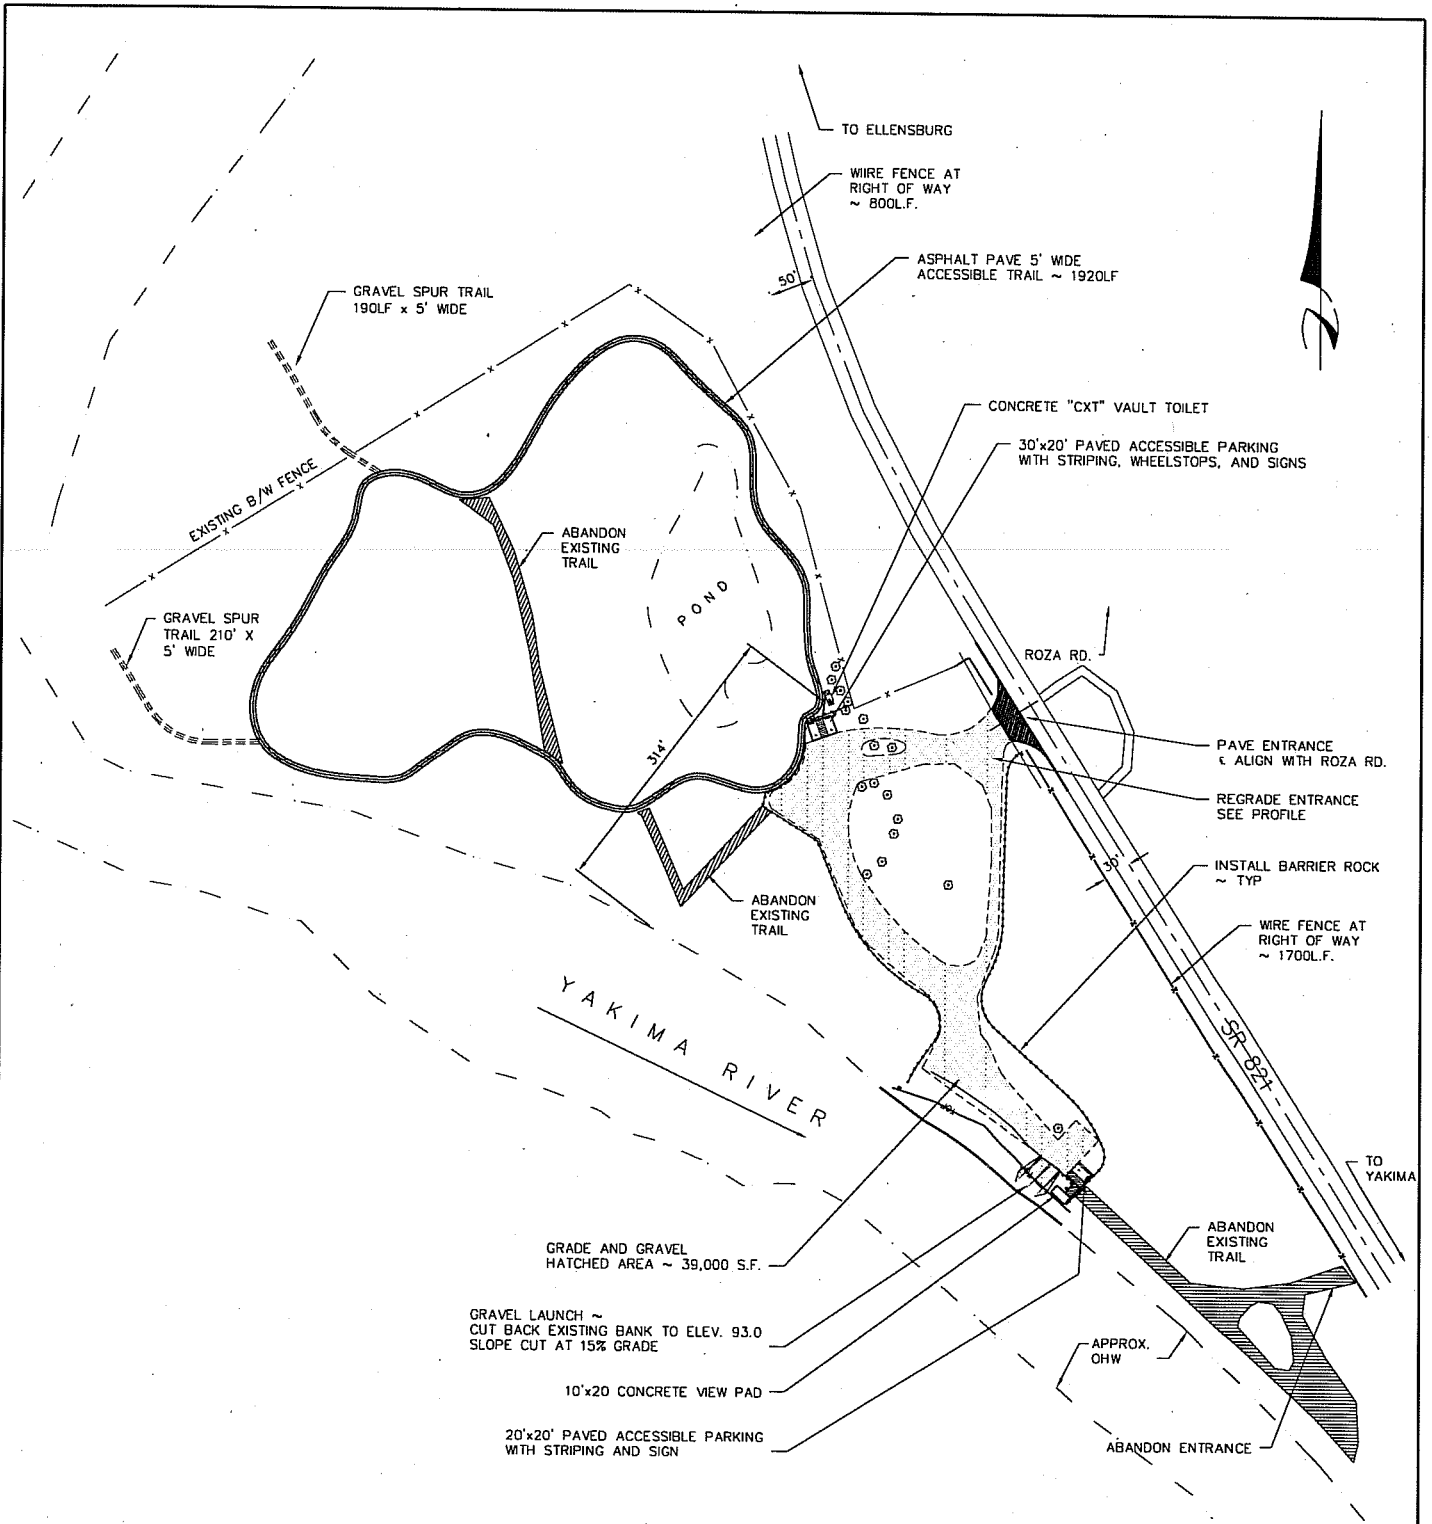 TO ELLENSBURG
WIIRE FENCE AT
RIGHT OF WAY
~ 800L.F.
ASPHALT PAVE 5' WIDE
ACCESSIBLE TRAIL ~ 1920LF
50'
GRAVEL SPUR TRAIL
190LF x 5' WIDE
CONCRETE "CXT" VAULT TOILET
30'x20' PAVED ACCESSIBLE PARKING
WITH STRIPING, WHEELSTOPS, AND SIGNS
EXISTING B/W FENCE
ABANDON
EXISTING
TRAIL
POND
GRAVEL SPUR
TRAIL 210' X
5' WIDE
ROZA RD.
314'
PAVE ENTRANCE
& ALIGN WITH ROZA RD.
REGRADE ENTRANCE
SEE PROFILE
30'
INSTALL BARRIER ROCK
~ TYP
ABANDON
EXISTING
TRAIL
WIRE FENCE AT
RIGHT OF WAY
~ 1700L.F.
YAKIMA RIVER
SR 821
TOP
TO
YAKIMA
ABANDON
EXISTING
TRAIL
GRADE AND GRAVEL
HATCHED AREA ~ 39,000 S.F.
GRAVEL LAUNCH ~
CUT BACK EXISTING BANK TO ELEV. 93.0
SLOPE CUT AT 15% GRADE
APPROX.
OHW
10'x20 CONCRETE VIEW PAD
20'x20' PAVED ACCESSIBLE PARKING
WITH STRIPING AND SIGN
ABANDON ENTRANCE